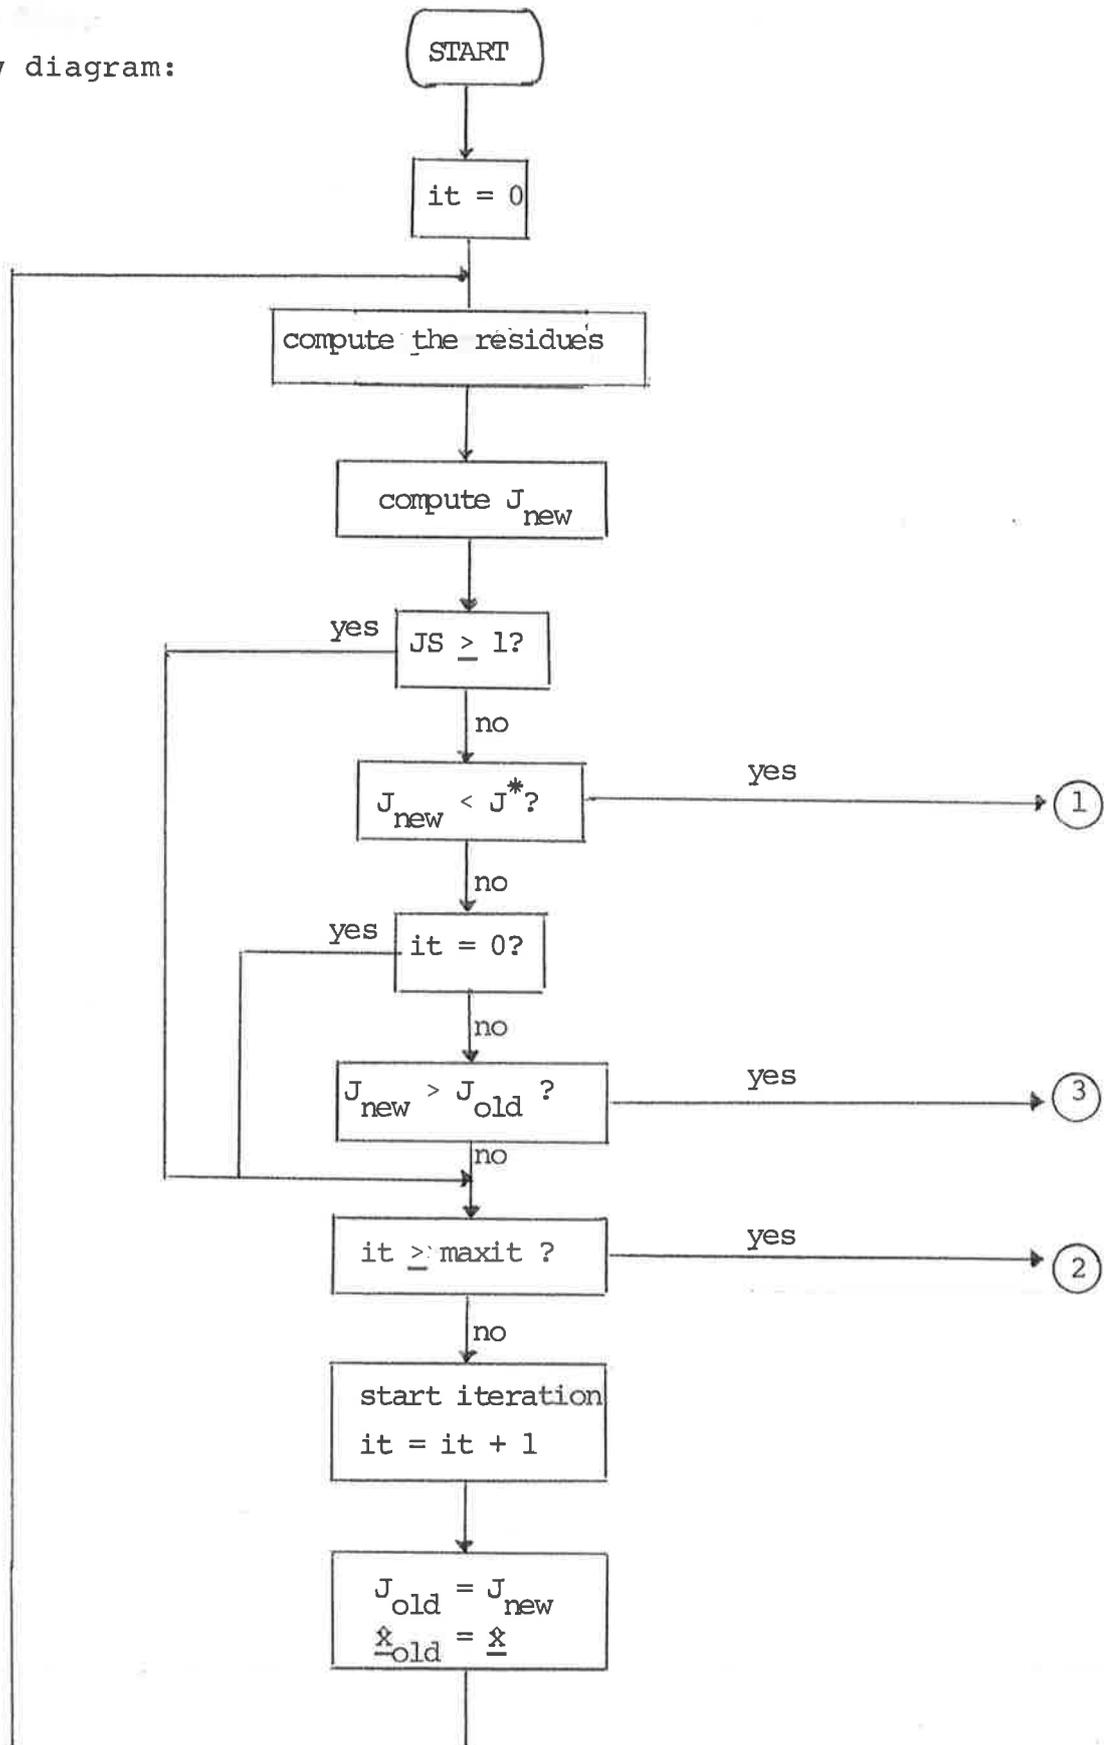 diagram:
START
it = 0
compute the residues
compute J_new
yes
JS ≥ 1?
no
J_new < J*?
yes
1
no
yes
it = 0?
no
J_new > J_old ?
yes
3
no
it ≥ maxit ?
yes
2
no
start iteration
it = it + 1
J_old = J_new
x̲̂_old = x̲̂